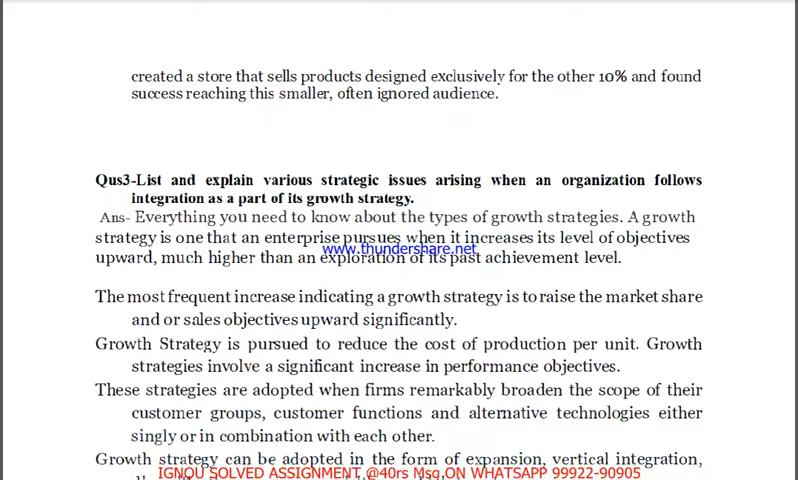 created a store that sells products designed exclusively for the other 10% and found
success reaching this smaller, often ignored audience.
Qus3-List and explain various strategic issues arising when an organization follows
integration as a part of its growth strategy.
Ans- Everything you need to know about the types of growth strategies. A growth
strategy is one that an enterprise pursues when it increases its level of objectives
www.thundershare.net
upward, much higher than an exploration of its past achievement level.
The most frequent increase indicating a growth strategy is to raise the market share
and or sales objectives upward significantly.
Growth Strategy is pursued to reduce the cost of production per unit. Growth
strategies involve a significant increase in performance objectives.
These strategies are adopted when firms remarkably broaden the scope of their
customer groups, customer functions and alternative technologies either
singly or in combination with each other.
Growth strategy can be adopted in the form of expansion, vertical integration,
IGNOU SOLVED ASSIGNMENT @40rs Msg ON WHATSAPP 99922-90905